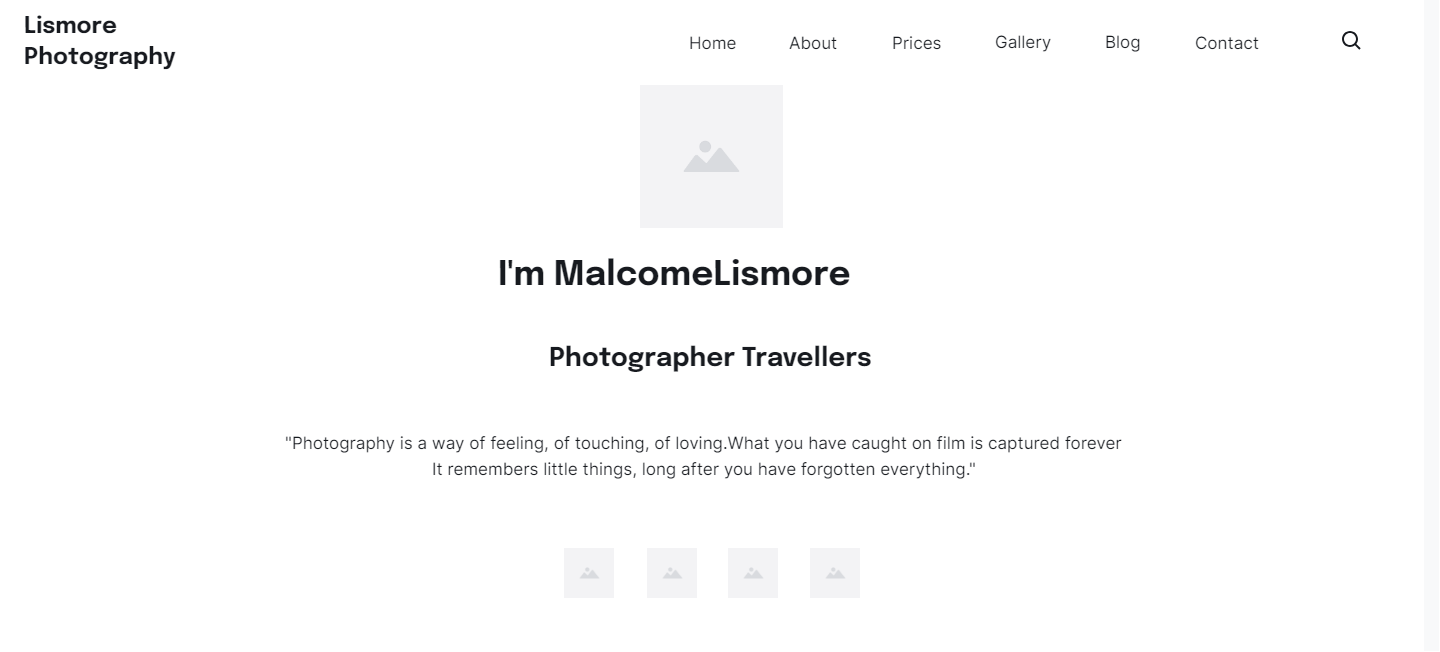 Lismore
Photography
Home About Prices Gallery Blog Contact
I'm MalcomeLismore
Photographer Travellers
"Photography is a way of feeling, of touching, of loving.What you have caught on film is captured forever
It remembers little things, long after you have forgotten everything."